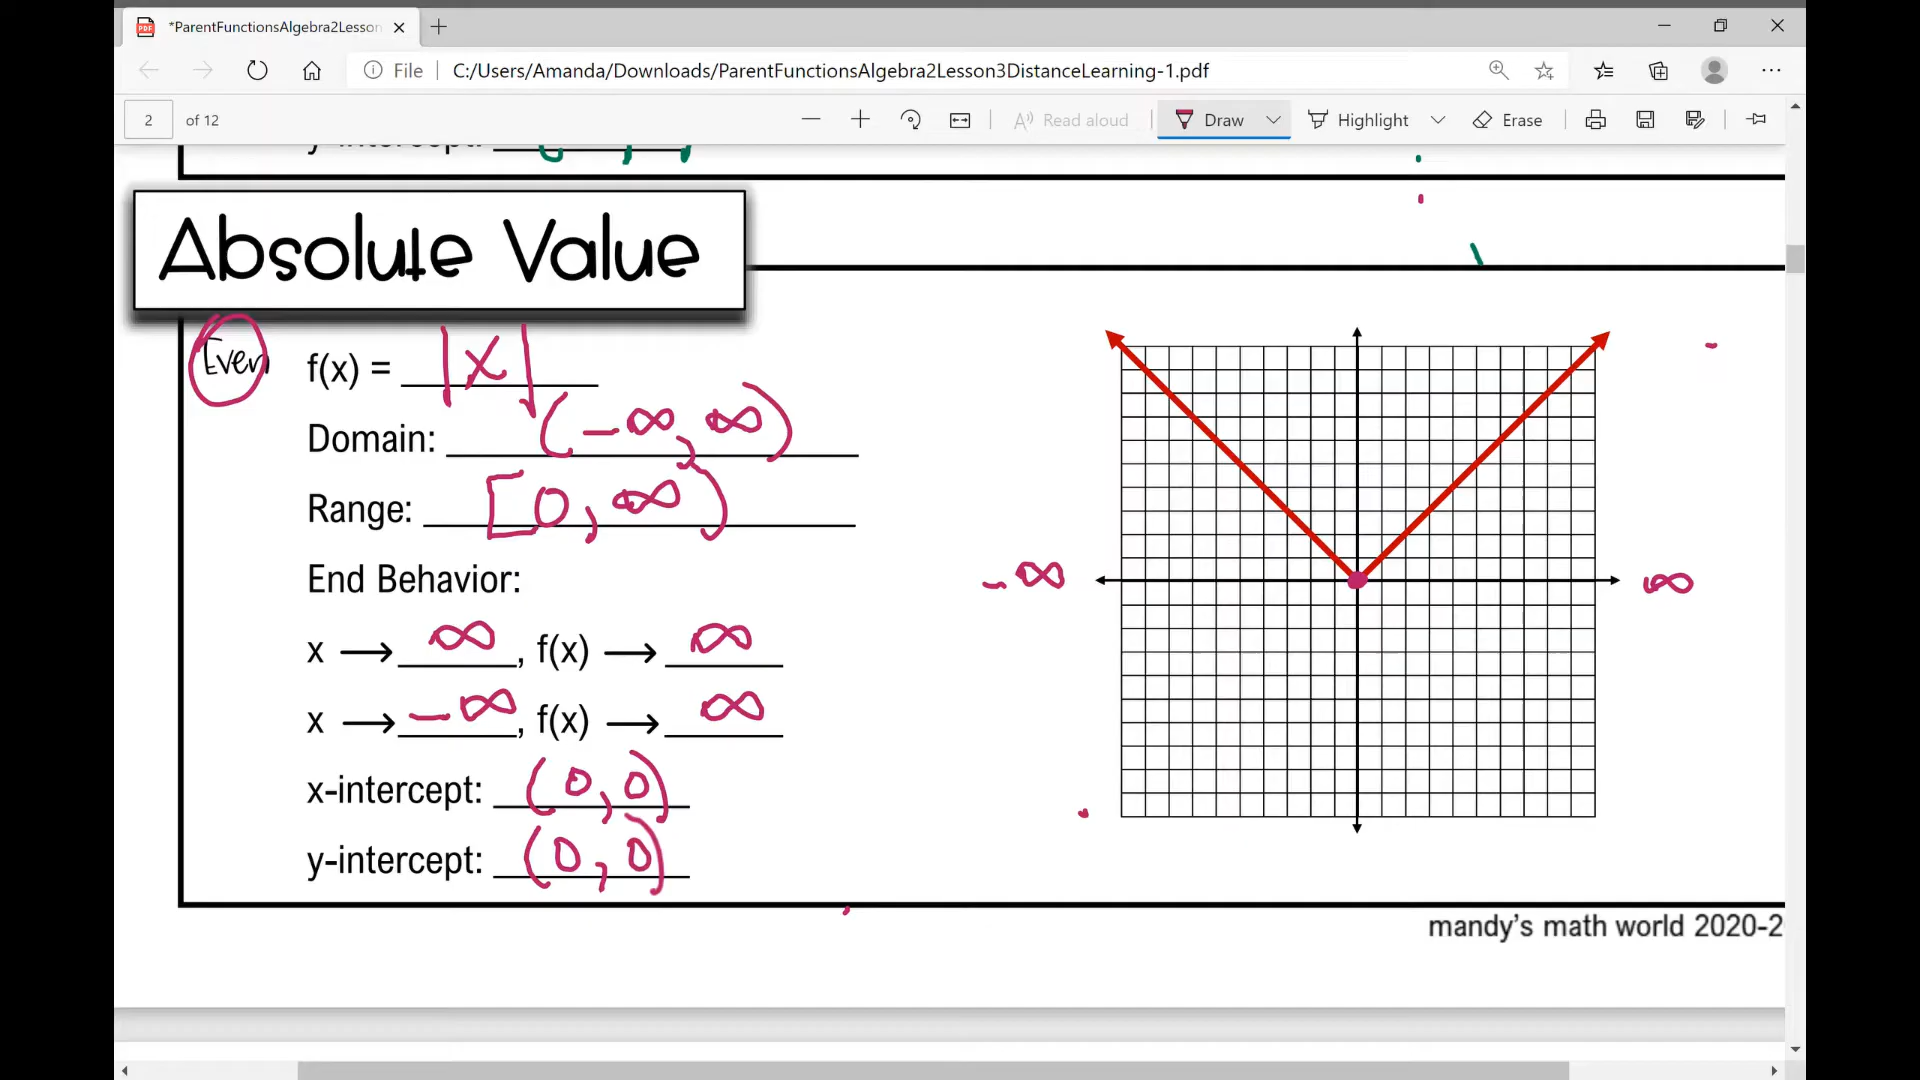 *ParentFunctionsAlgebra2Lesson
File C:/Users/Amanda/Downloads/ParentFunctionsAlgebra2Lesson3DistanceLearning-1.pdf
2 of 12 Read aloud Draw Highlight Erase
y-intercept:
Absolute Value
Even f(x) = |x|
Domain: (-∞, ∞)
Range: [0, ∞)
End Behavior:
-∞ ∞
x → ∞, f(x) → ∞
x → -∞, f(x) → ∞
x-intercept: (0, 0)
y-intercept: (0, 0)
mandy's math world 2020-2